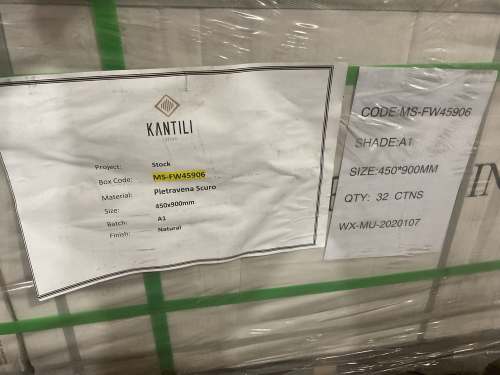 KANTILI
Project: Stock
Box Code: MS-FW45906
Material: Pietravena Scuro
Size: 450x900mm
Batch: A1
Finish: Natural
CODE:MS-FW45906
SHADE:A1
SIZE:450*900MM
QTY: 32 CTNS
WX-MU-2020107
IN